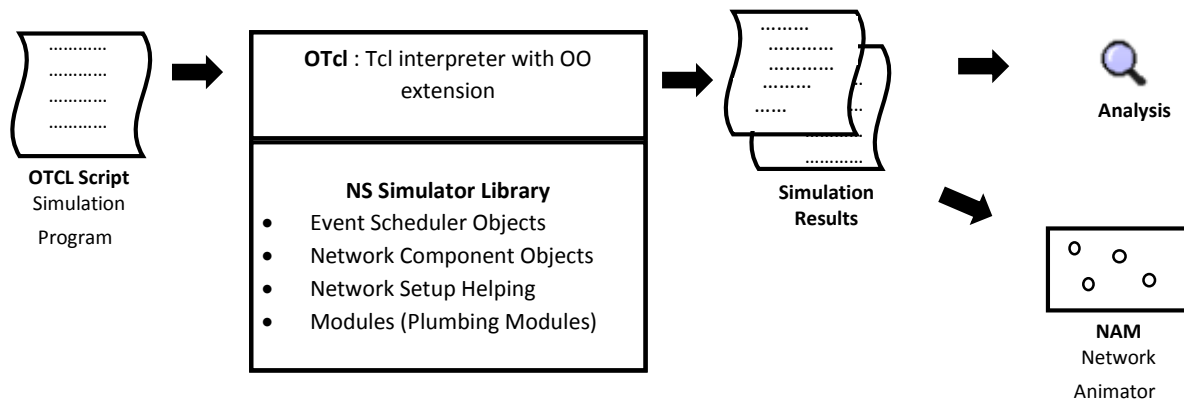 OTCL Script
Simulation
Program
OTcl : Tcl interpreter with OO
extension
NS Simulator Library
• Event Scheduler Objects
• Network Component Objects
• Network Setup Helping
• Modules (Plumbing Modules)
Simulation
Results
Analysis
NAM
Network
Animator